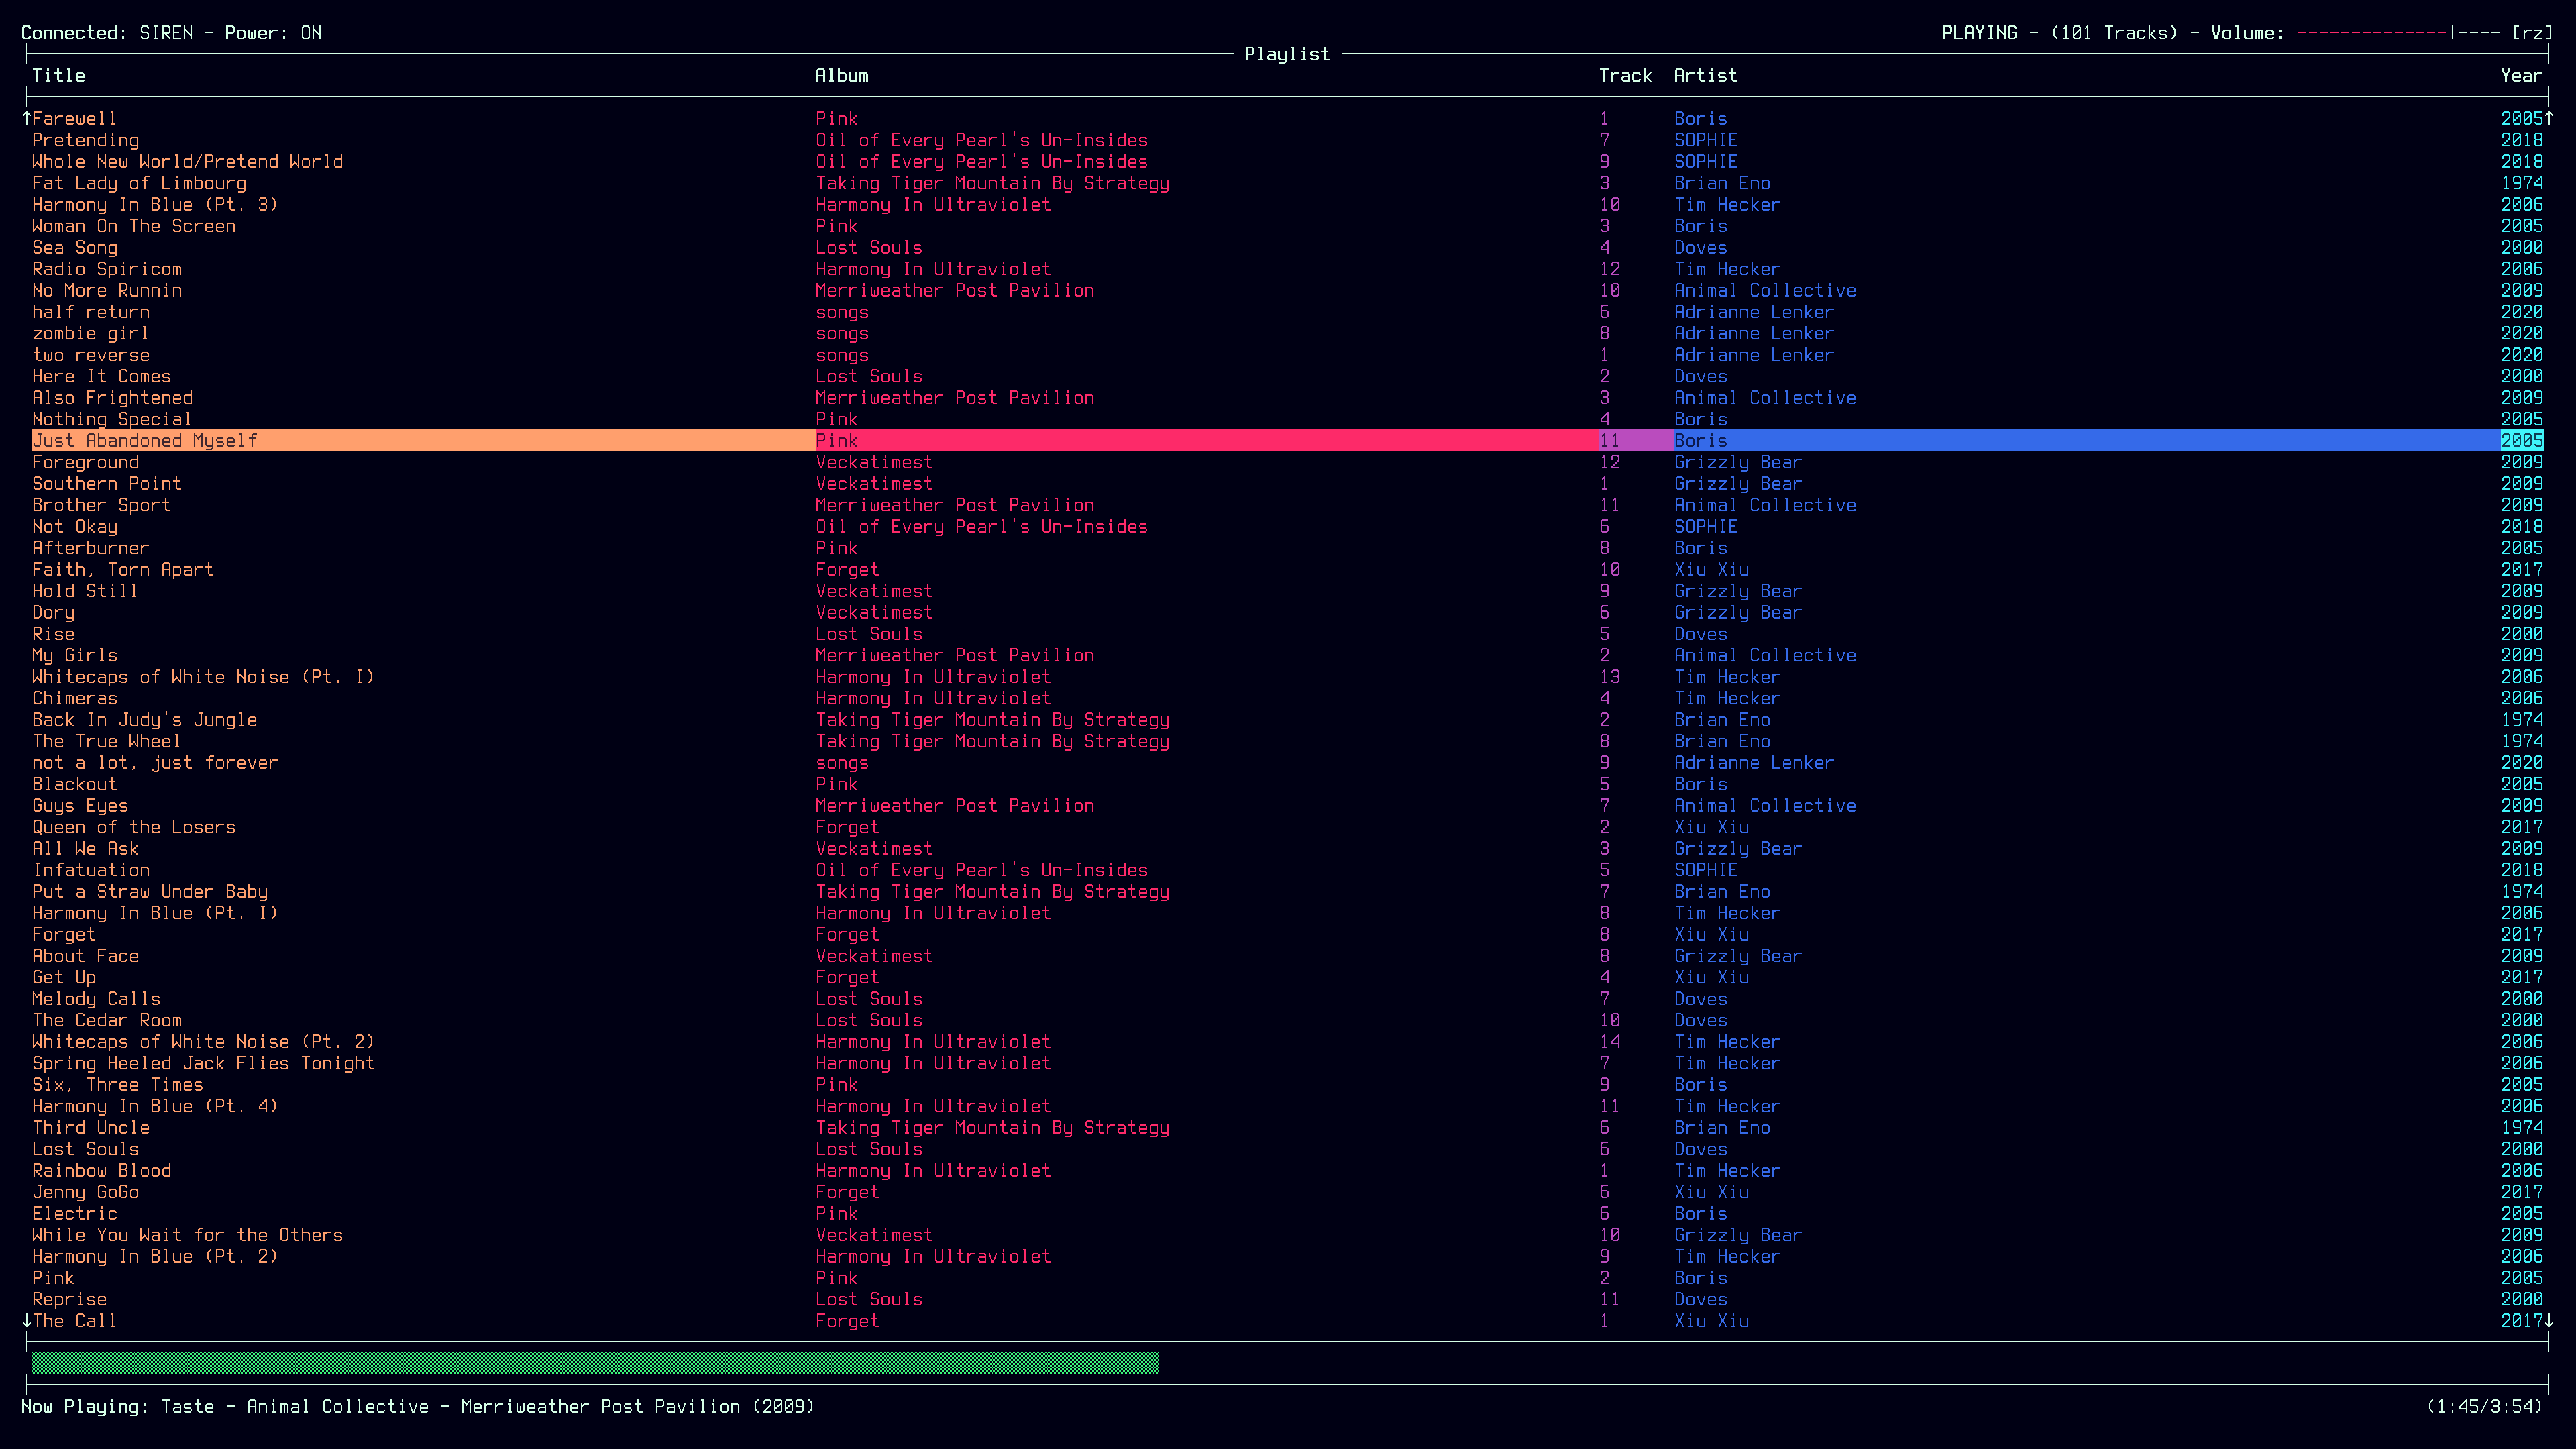 Connected: SIREN - Power: ON PLAYING - (101 Tracks) - Volume: --------------|---- [rz]
Playlist
Title Album Track Artist Year
↑Farewell Pink 1 Boris 2005↑
Pretending Oil of Every Pearl's Un-Insides 7 SOPHIE 2018
Whole New World/Pretend World Oil of Every Pearl's Un-Insides 9 SOPHIE 2018
Fat Lady of Limbourg Taking Tiger Mountain By Strategy 3 Brian Eno 1974
Harmony In Blue (Pt. 3) Harmony In Ultraviolet 10 Tim Hecker 2006
Woman On The Screen Pink 3 Boris 2005
Sea Song Lost Souls 4 Doves 2000
Radio Spiricom Harmony In Ultraviolet 12 Tim Hecker 2006
No More Runnin Merriweather Post Pavilion 10 Animal Collective 2009
half return songs 6 Adrianne Lenker 2020
zombie girl songs 8 Adrianne Lenker 2020
two reverse songs 1 Adrianne Lenker 2020
Here It Comes Lost Souls 2 Doves 2000
Also Frightened Merriweather Post Pavilion 3 Animal Collective 2009
Nothing Special Pink 4 Boris 2005
Just Abandoned Myself Pink 11 Boris 2005
Foreground Veckatimest 12 Grizzly Bear 2009
Southern Point Veckatimest 1 Grizzly Bear 2009
Brother Sport Merriweather Post Pavilion 11 Animal Collective 2009
Not Okay Oil of Every Pearl's Un-Insides 6 SOPHIE 2018
Afterburner Pink 8 Boris 2005
Faith, Torn Apart Forget 10 Xiu Xiu 2017
Hold Still Veckatimest 9 Grizzly Bear 2009
Dory Veckatimest 6 Grizzly Bear 2009
Rise Lost Souls 5 Doves 2000
My Girls Merriweather Post Pavilion 2 Animal Collective 2009
Whitecaps of White Noise (Pt. I) Harmony In Ultraviolet 13 Tim Hecker 2006
Chimeras Harmony In Ultraviolet 4 Tim Hecker 2006
Back In Judy's Jungle Taking Tiger Mountain By Strategy 2 Brian Eno 1974
The True Wheel Taking Tiger Mountain By Strategy 8 Brian Eno 1974
not a lot, just forever songs 9 Adrianne Lenker 2020
Blackout Pink 5 Boris 2005
Guys Eyes Merriweather Post Pavilion 7 Animal Collective 2009
Queen of the Losers Forget 2 Xiu Xiu 2017
All We Ask Veckatimest 3 Grizzly Bear 2009
Infatuation Oil of Every Pearl's Un-Insides 5 SOPHIE 2018
Put a Straw Under Baby Taking Tiger Mountain By Strategy 7 Brian Eno 1974
Harmony In Blue (Pt. I) Harmony In Ultraviolet 8 Tim Hecker 2006
Forget Forget 8 Xiu Xiu 2017
About Face Veckatimest 8 Grizzly Bear 2009
Get Up Forget 4 Xiu Xiu 2017
Melody Calls Lost Souls 7 Doves 2000
The Cedar Room Lost Souls 10 Doves 2000
Whitecaps of White Noise (Pt. 2) Harmony In Ultraviolet 14 Tim Hecker 2006
Spring Heeled Jack Flies Tonight Harmony In Ultraviolet 7 Tim Hecker 2006
Six, Three Times Pink 9 Boris 2005
Harmony In Blue (Pt. 4) Harmony In Ultraviolet 11 Tim Hecker 2006
Third Uncle Taking Tiger Mountain By Strategy 6 Brian Eno 1974
Lost Souls Lost Souls 6 Doves 2000
Rainbow Blood Harmony In Ultraviolet 1 Tim Hecker 2006
Jenny GoGo Forget 6 Xiu Xiu 2017
Electric Pink 6 Boris 2005
While You Wait for the Others Veckatimest 10 Grizzly Bear 2009
Harmony In Blue (Pt. 2) Harmony In Ultraviolet 9 Tim Hecker 2006
Pink Pink 2 Boris 2005
Reprise Lost Souls 11 Doves 2000
↓The Call Forget 1 Xiu Xiu 2017↓
Now Playing: Taste - Animal Collective - Merriweather Post Pavilion (2009) (1:45/3:54)